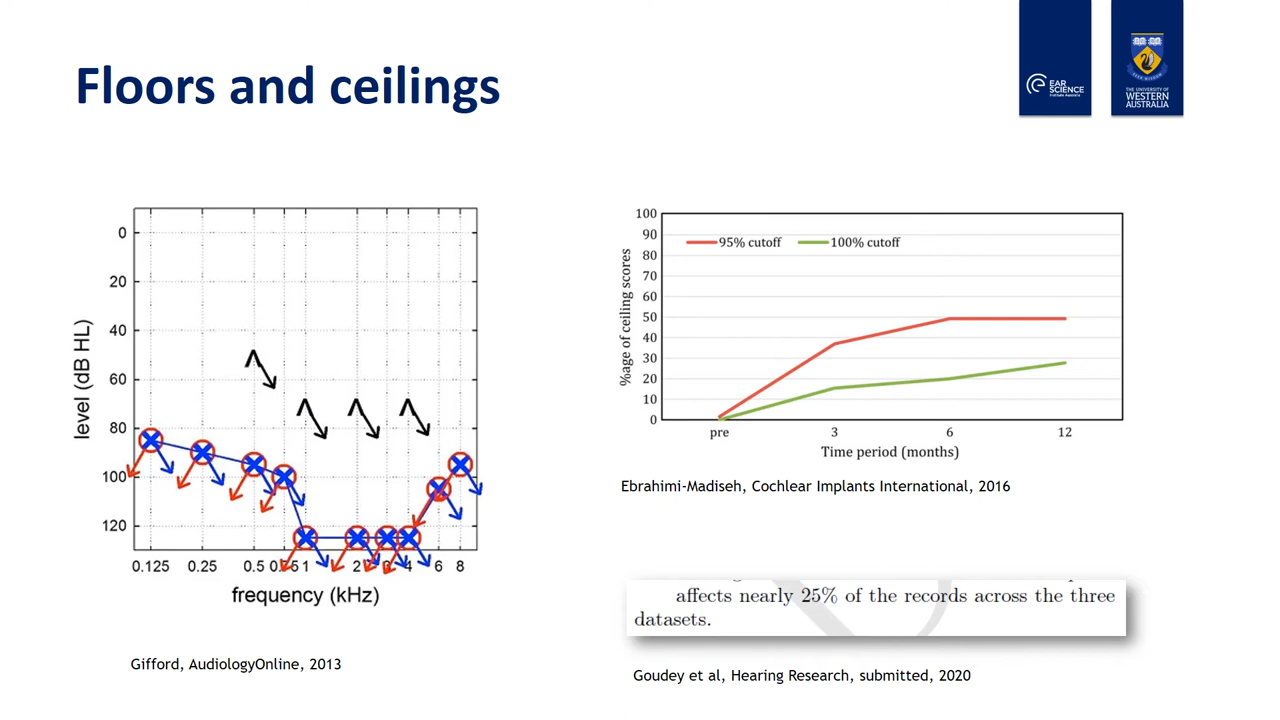 Floors and ceilings
EAR
SCIENCE
Institute Australia
THE UNIVERSITY OF
WESTERN
AUSTRALIA
level (dB HL)
0
20
40
60
80
100
120
0.125 0.25 0.5 1 2 4 6 8
frequency (kHz)
Gifford, AudiologyOnline, 2013
%age of ceiling scores
100
90
80
70
60
50
40
30
20
10
0
95% cutoff 100% cutoff
pre 3 6 12
Time period (months)
Ebrahimi-Madiseh, Cochlear Implants International, 2016
affects nearly 25% of the records across the three
datasets.
Goudey et al, Hearing Research, submitted, 2020